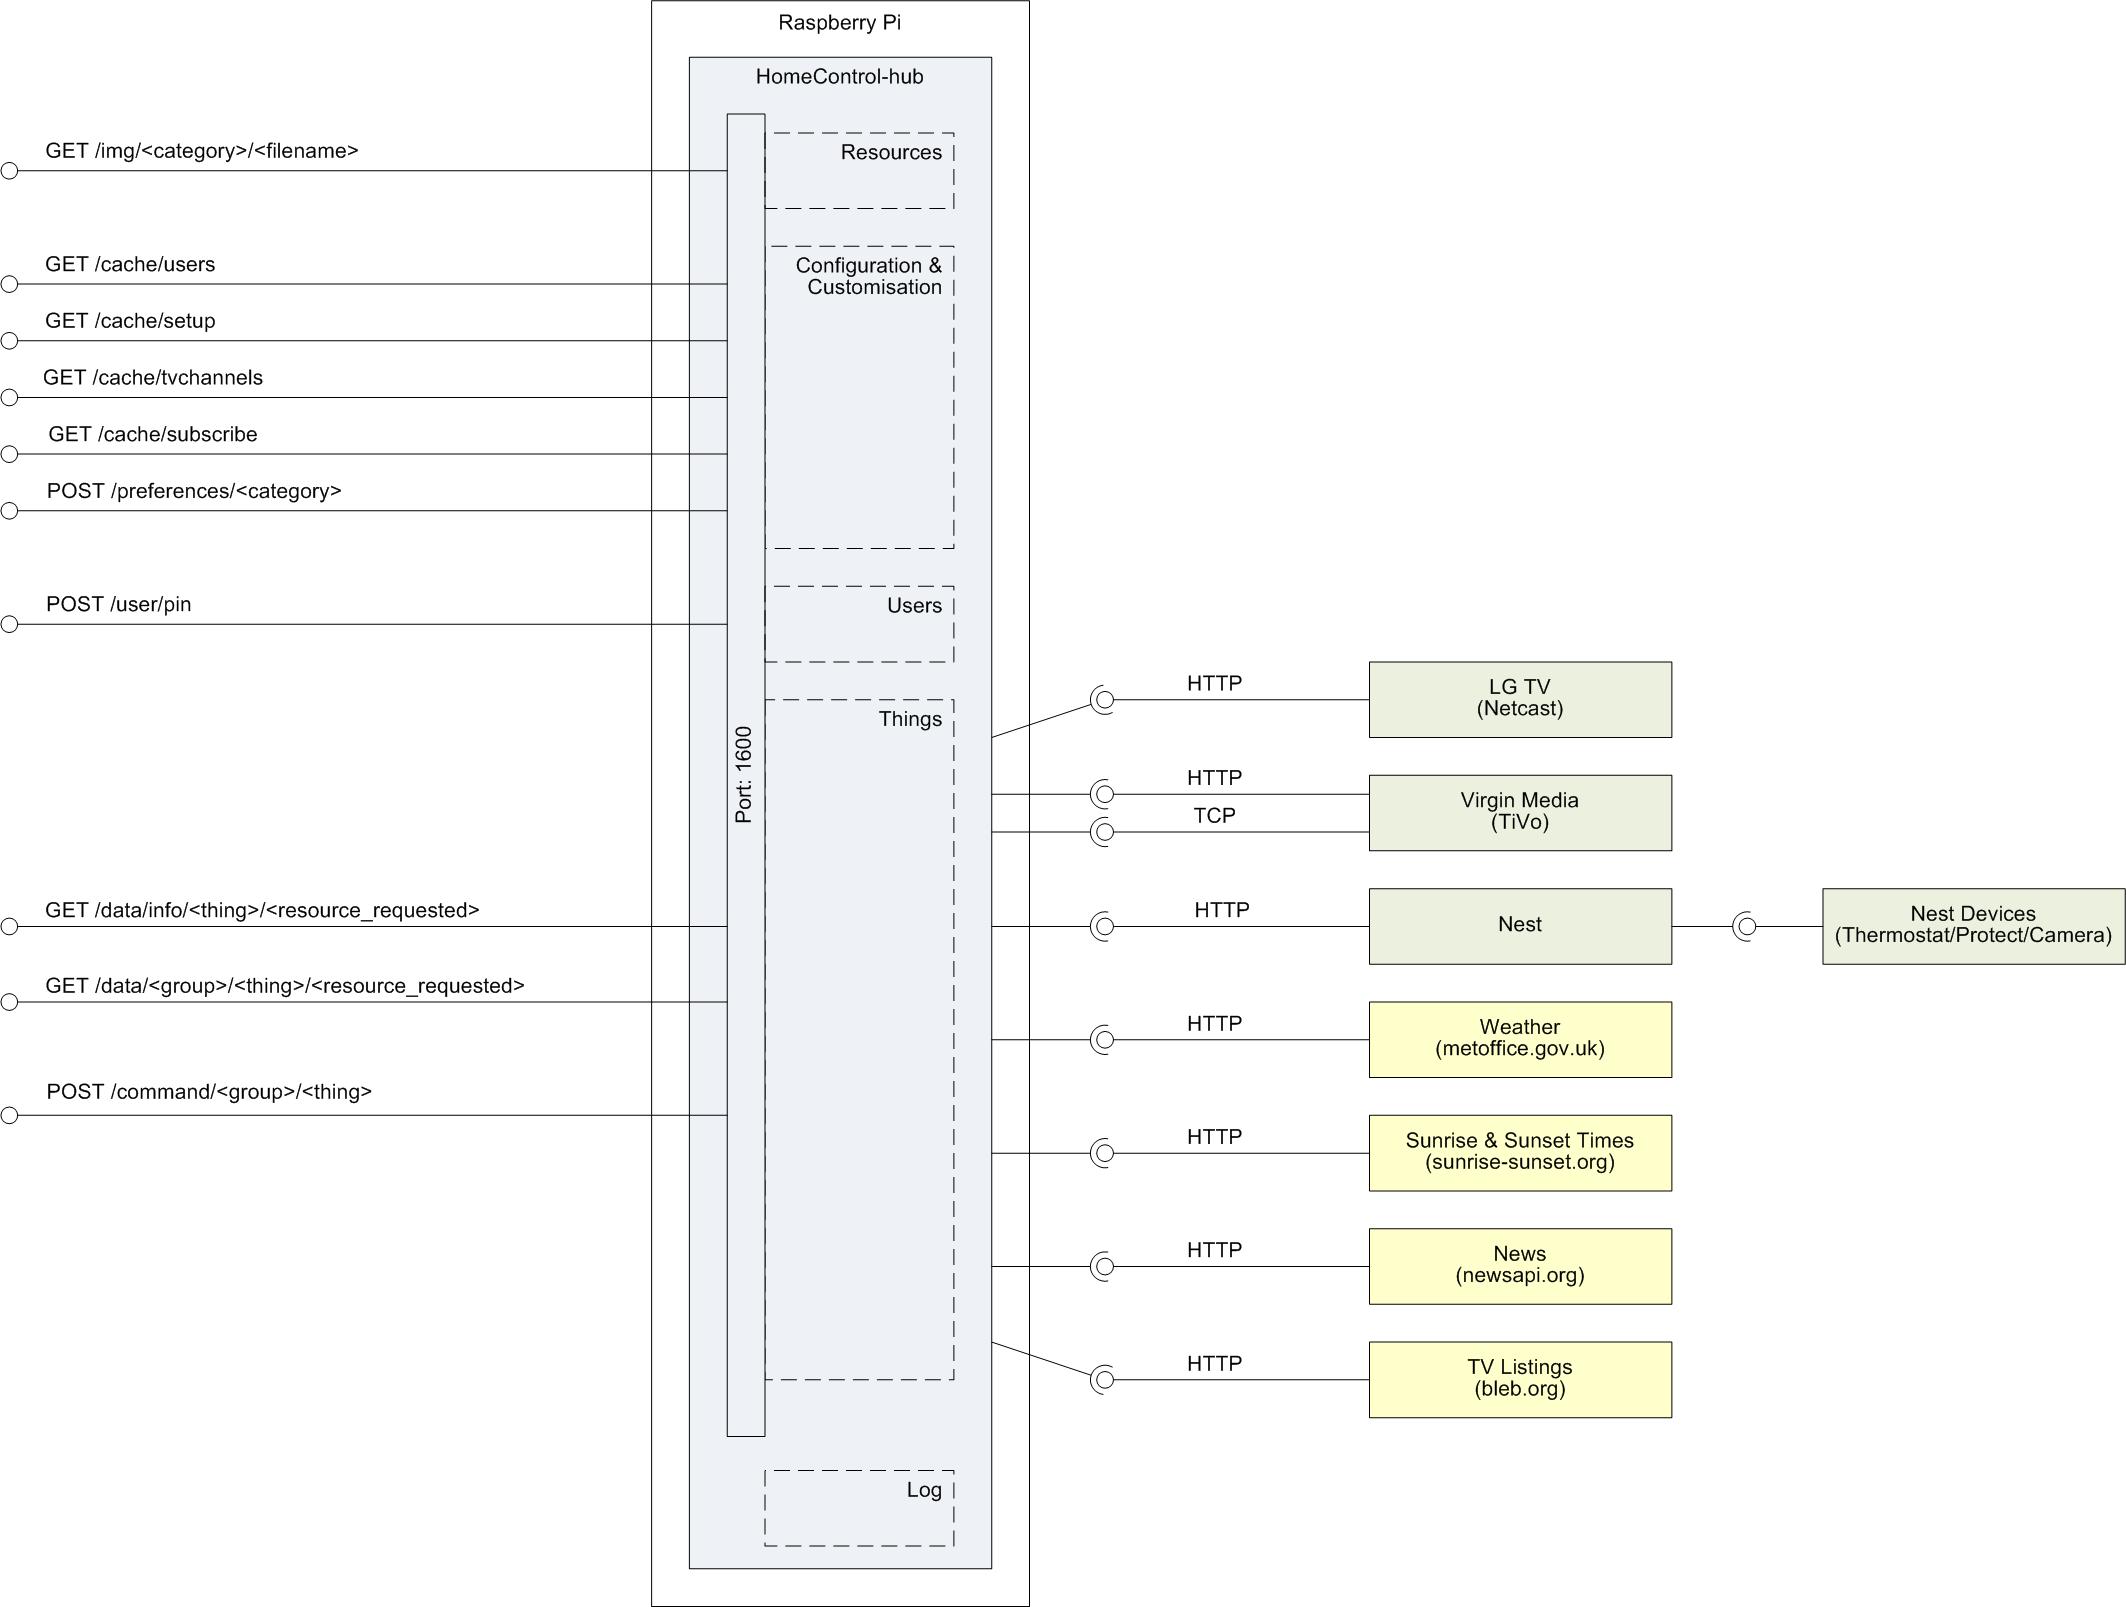 Raspberry Pi
HomeControl-hub
GET /img/<category>/<filename>
Resources
GET /cache/users
Configuration &
Customisation
GET /cache/setup
GET /cache/tvchannels
GET /cache/subscribe
POST /preferences/<category>
POST /user/pin
Users
Things
Port: 1600
GET /data/info/<thing>/<resource_requested>
GET /data/<group>/<thing>/<resource_requested>
POST /command/<group>/<thing>
Log
HTTP
LG TV
(Netcast)
HTTP
TCP
Virgin Media
(TiVo)
HTTP
Nest
Nest Devices
(Thermostat/Protect/Camera)
HTTP
Weather
(metoffice.gov.uk)
HTTP
Sunrise & Sunset Times
(sunrise-sunset.org)
HTTP
News
(newsapi.org)
HTTP
TV Listings
(bleb.org)